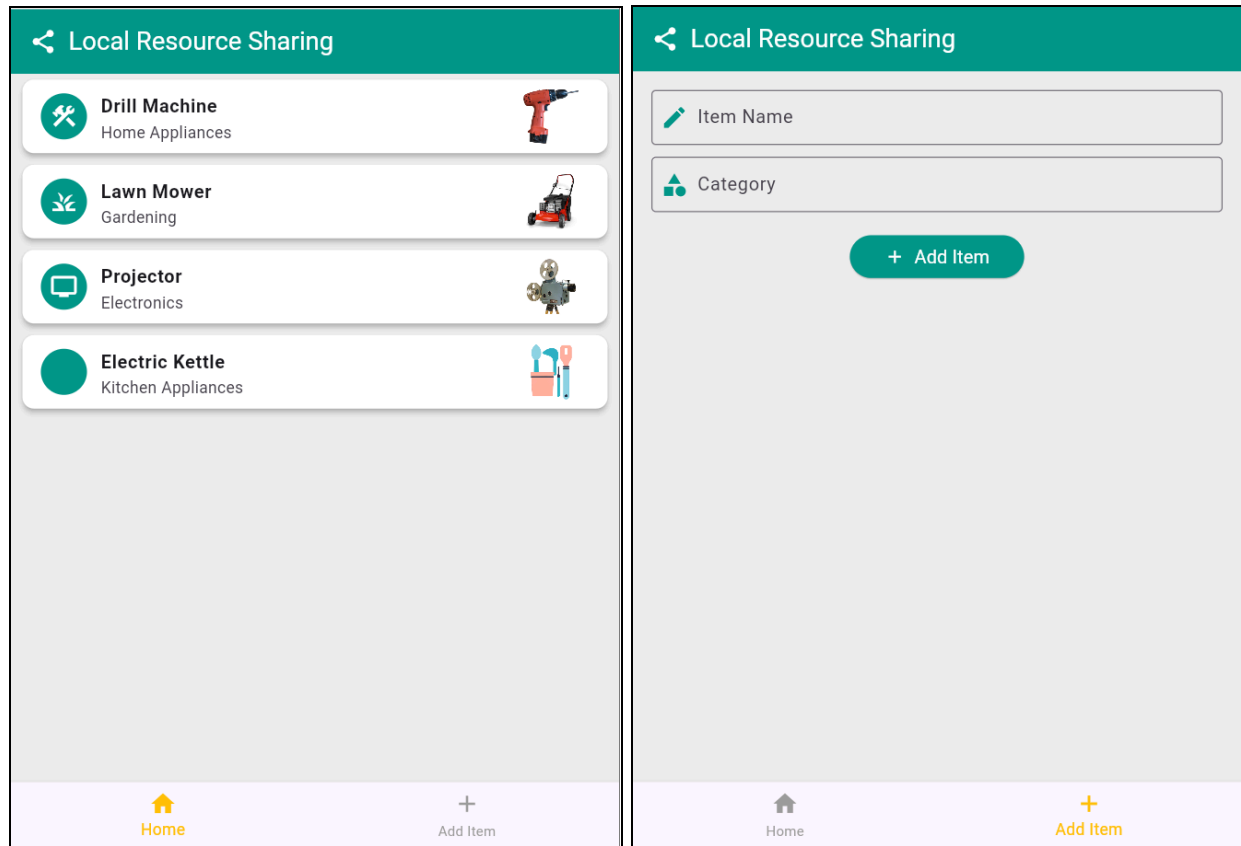 Local Resource Sharing
Drill Machine
Home Appliances
Lawn Mower
Gardening
Projector
Electronics
Electric Kettle
Kitchen Appliances
Home
Add Item
Local Resource Sharing
Item Name
Category
+ Add Item
Home
Add Item